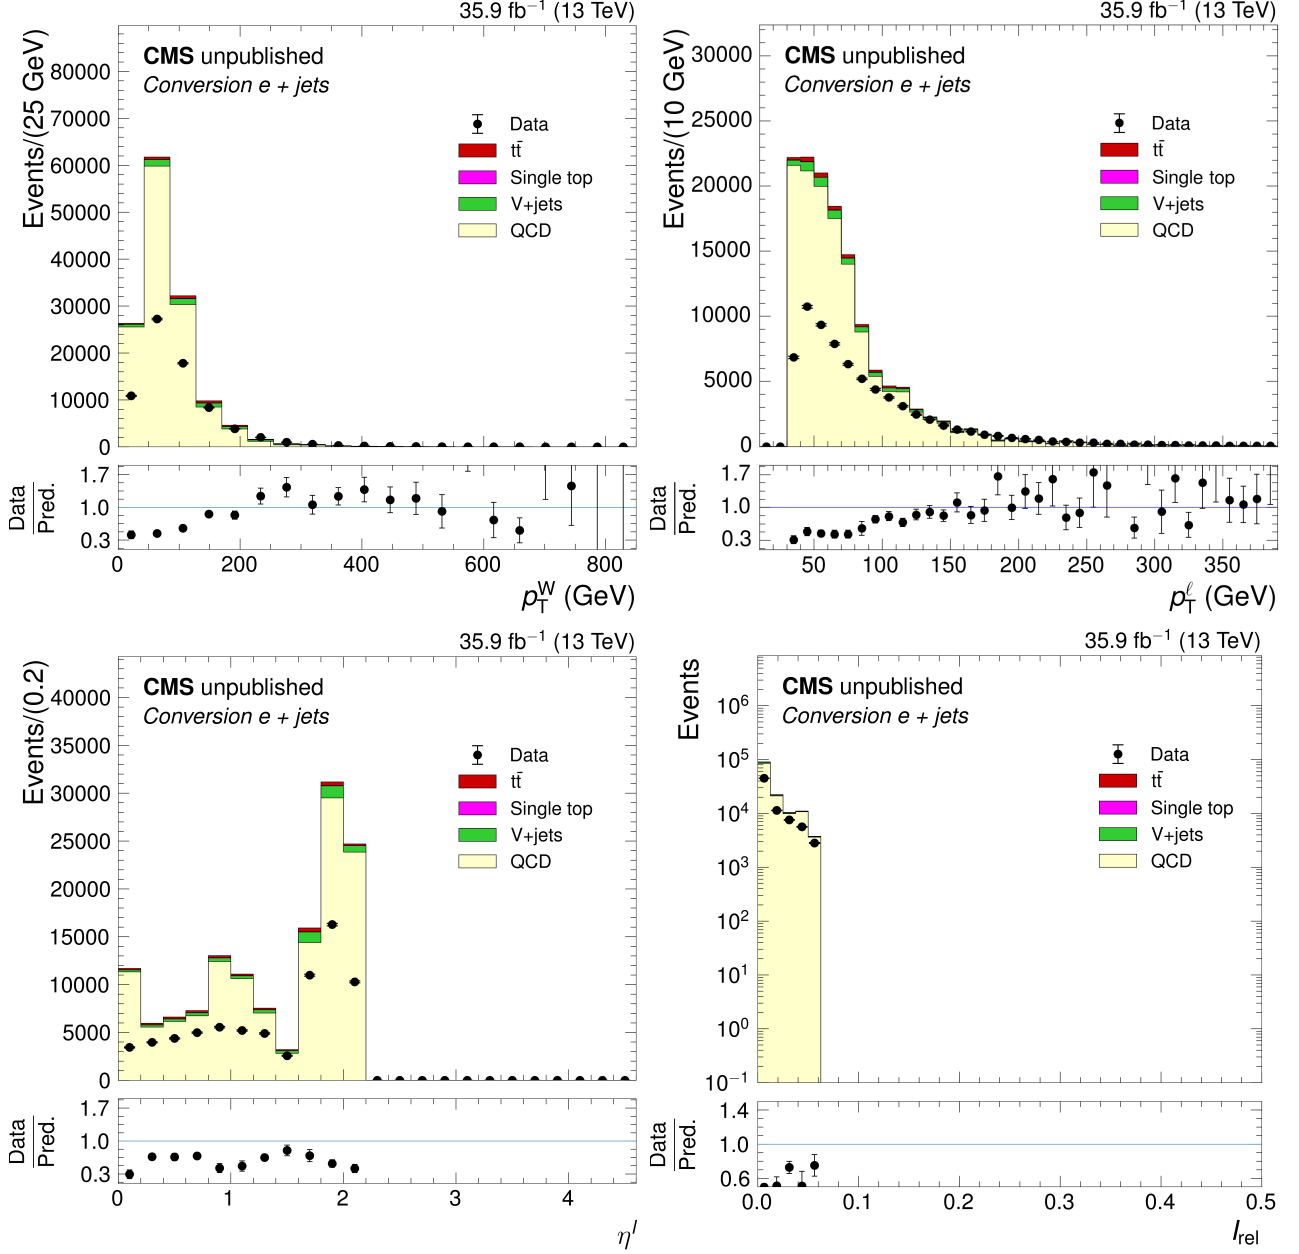 35.9 fb⁻¹ (13 TeV)
CMS unpublished
Conversion e + jets
Events/(25 GeV)
80000
70000
60000
50000
40000
30000
20000
10000
0
Data
tt̄
Single top
V+jets
QCD
Data
Pred.
1.7
1.0
0.3
0 200 400 600 800
p_T^W (GeV)
35.9 fb⁻¹ (13 TeV)
CMS unpublished
Conversion e + jets
Events/(10 GeV)
30000
25000
20000
15000
10000
5000
0
Data
tt̄
Single top
V+jets
QCD
Data
Pred.
1.7
1.0
0.3
50 100 150 200 250 300 350
p_T^ℓ (GeV)
35.9 fb⁻¹ (13 TeV)
CMS unpublished
Conversion e + jets
Events/(0.2)
40000
35000
30000
25000
20000
15000
10000
5000
0
Data
tt̄
Single top
V+jets
QCD
Data
Pred.
1.7
1.0
0.3
0 1 2 3 4
η^l
35.9 fb⁻¹ (13 TeV)
CMS unpublished
Conversion e + jets
Events
10⁶
10⁵
10⁴
10³
10²
10¹
10⁰
10⁻¹
Data
tt̄
Single top
V+jets
QCD
Data
Pred.
1.4
1.0
0.6
0.0 0.1 0.2 0.3 0.4 0.5
I_rel